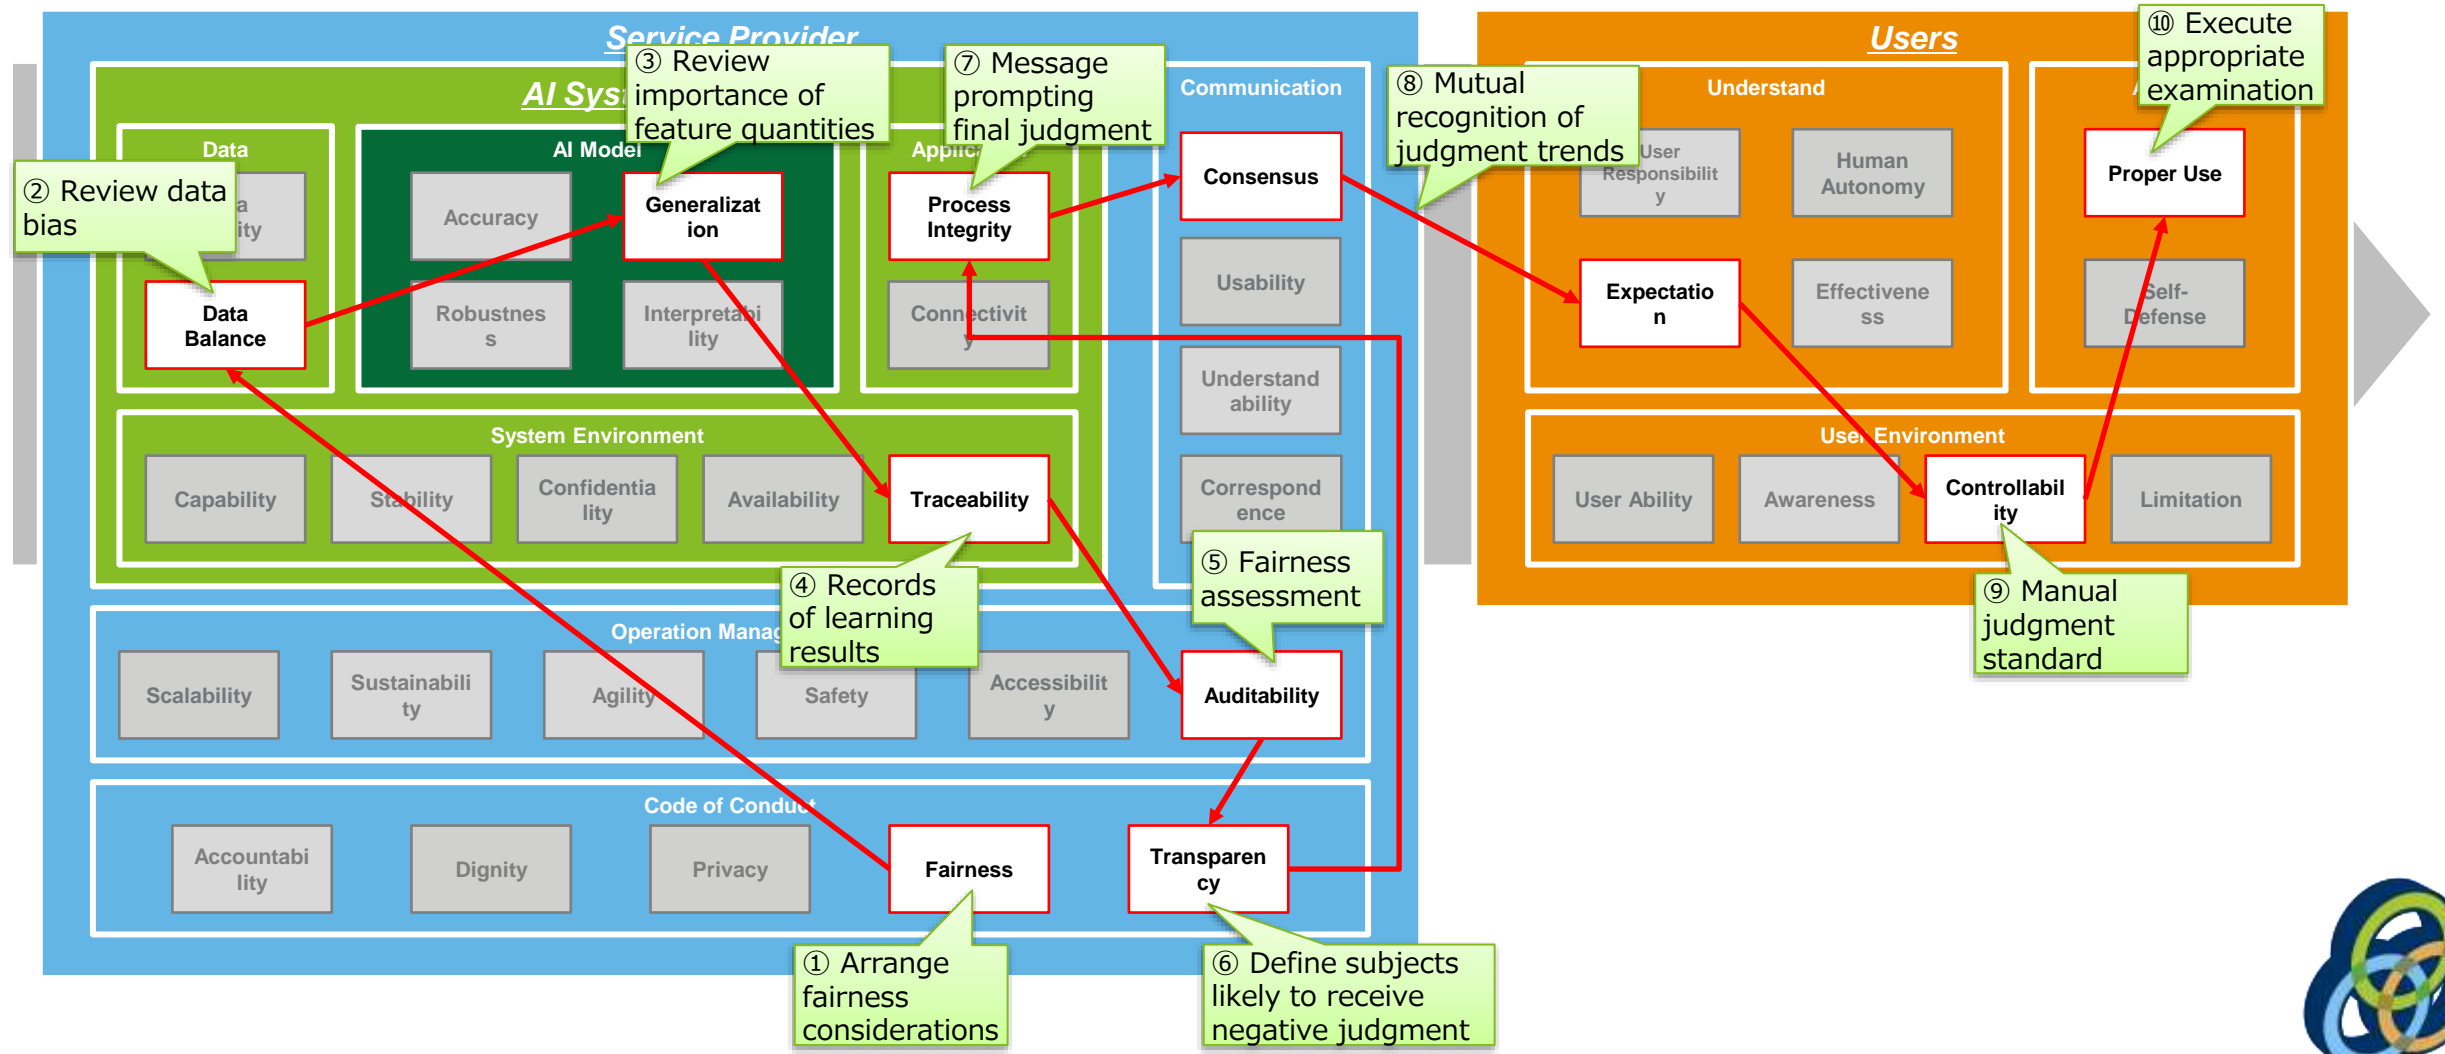 Service Provider
AI Sys
Data
② Review data
bias
a
ity
Data
Balance
AI Model
③ Review
importance of
feature quantities
Accuracy
Generalizat
ion
Robustnes
s
Interpretabi
lity
Applica
⑦ Message
prompting
final judgment
Process
Integrity
Connectivit
y
System Environment
Capability
Stability
Confidentia
lity
Availability
Traceability
④ Records
of learning
results
Communication
Consensus
Usability
Understand
ability
Correspond
ence
⑤ Fairness
assessment
Operation Manag
Scalability
Sustainabili
ty
Agility
Safety
Accessibilit
y
Auditability
Code of Conduct
Accountabi
lity
Dignity
Privacy
Fairness
Transparen
cy
① Arrange
fairness
considerations
⑥ Define subjects
likely to receive
negative judgment
⑧ Mutual
recognition of
judgment trends
Users
Understand
User
Responsibilit
y
Human
Autonomy
Expectatio
n
Effectivene
ss
A
⑩ Execute
appropriate
examination
Proper Use
Self-
Defense
User Environment
User Ability
Awareness
Controllabil
ity
Limitation
⑨ Manual
judgment
standard